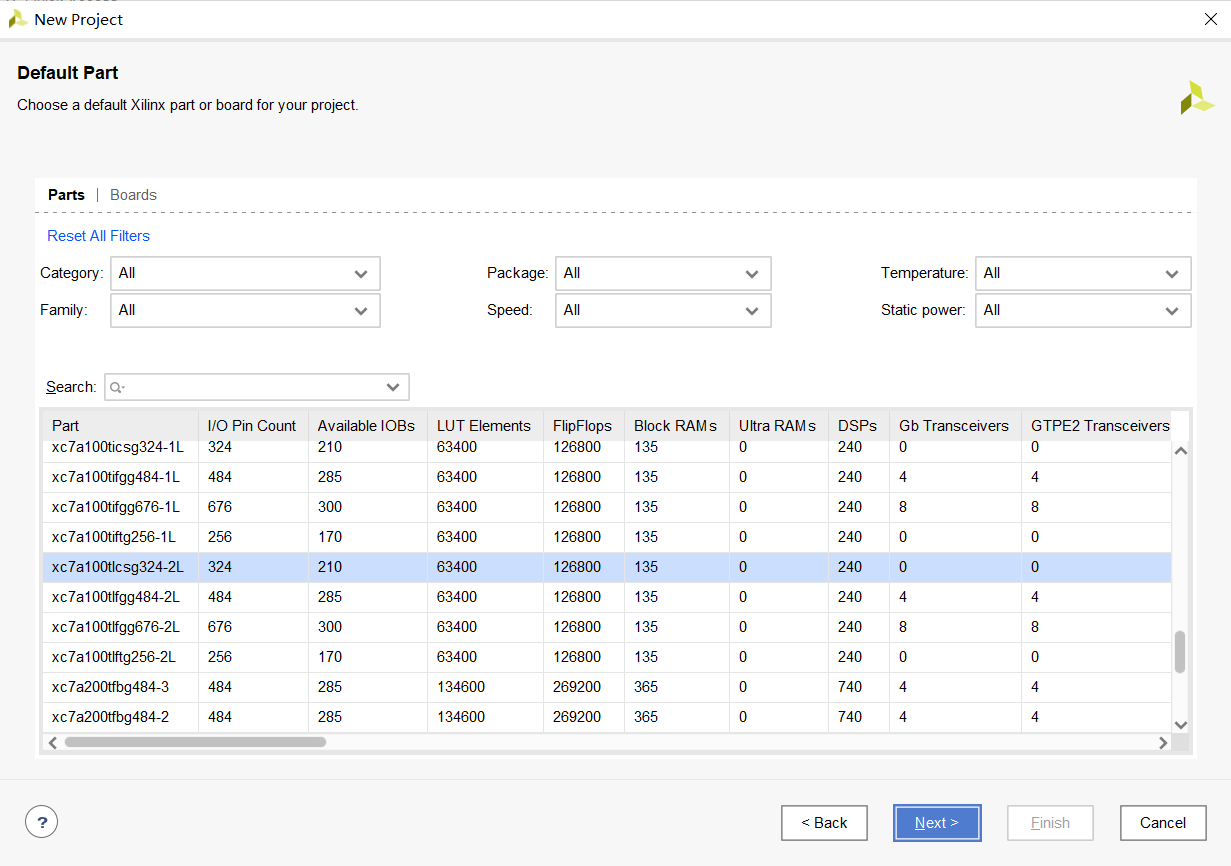 New Project
Default Part
Choose a default Xilinx part or board for your project.
Parts | Boards
Reset All Filters
Category: All Package: All Temperature: All
Family: All Speed: All Static power: All
Search:
Part I/O Pin Count Available IOBs LUT Elements FlipFlops Block RAMs Ultra RAMs DSPs Gb Transceivers GTPE2 Transceivers
xc7a100ticsg324-1L 324 210 63400 126800 135 0 240 0 0
xc7a100tifgg484-1L 484 285 63400 126800 135 0 240 4 4
xc7a100tifgg676-1L 676 300 63400 126800 135 0 240 8 8
xc7a100tiftg256-1L 256 170 63400 126800 135 0 240 0 0
xc7a100tlcsg324-2L 324 210 63400 126800 135 0 240 0 0
xc7a100tlfgg484-2L 484 285 63400 126800 135 0 240 4 4
xc7a100tlfgg676-2L 676 300 63400 126800 135 0 240 8 8
xc7a100tlftg256-2L 256 170 63400 126800 135 0 240 0 0
xc7a200tfbg484-3 484 285 134600 269200 365 0 740 4 4
xc7a200tfbg484-2 484 285 134600 269200 365 0 740 4 4
? < Back Next > Finish Cancel